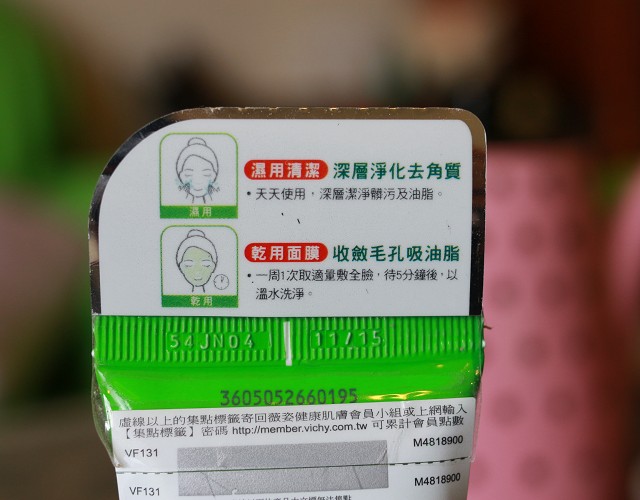 濕用清潔 深層淨化去角質
•天天使用，深層潔淨髒污及油脂。
濕用
乾用面膜 收斂毛孔吸油脂
•一周1次取適量敷全臉，待5分鐘後，以
溫水洗淨。
乾用
54JN04 11/15
3605052660195
虛線以上的集點標籤寄回薇姿健康肌膚會員小組或上網輸入
【集點標籤】密碼 http://member.vichy.com.tw 可累計會員點數
VF131 M4818900
VF131 M4818900